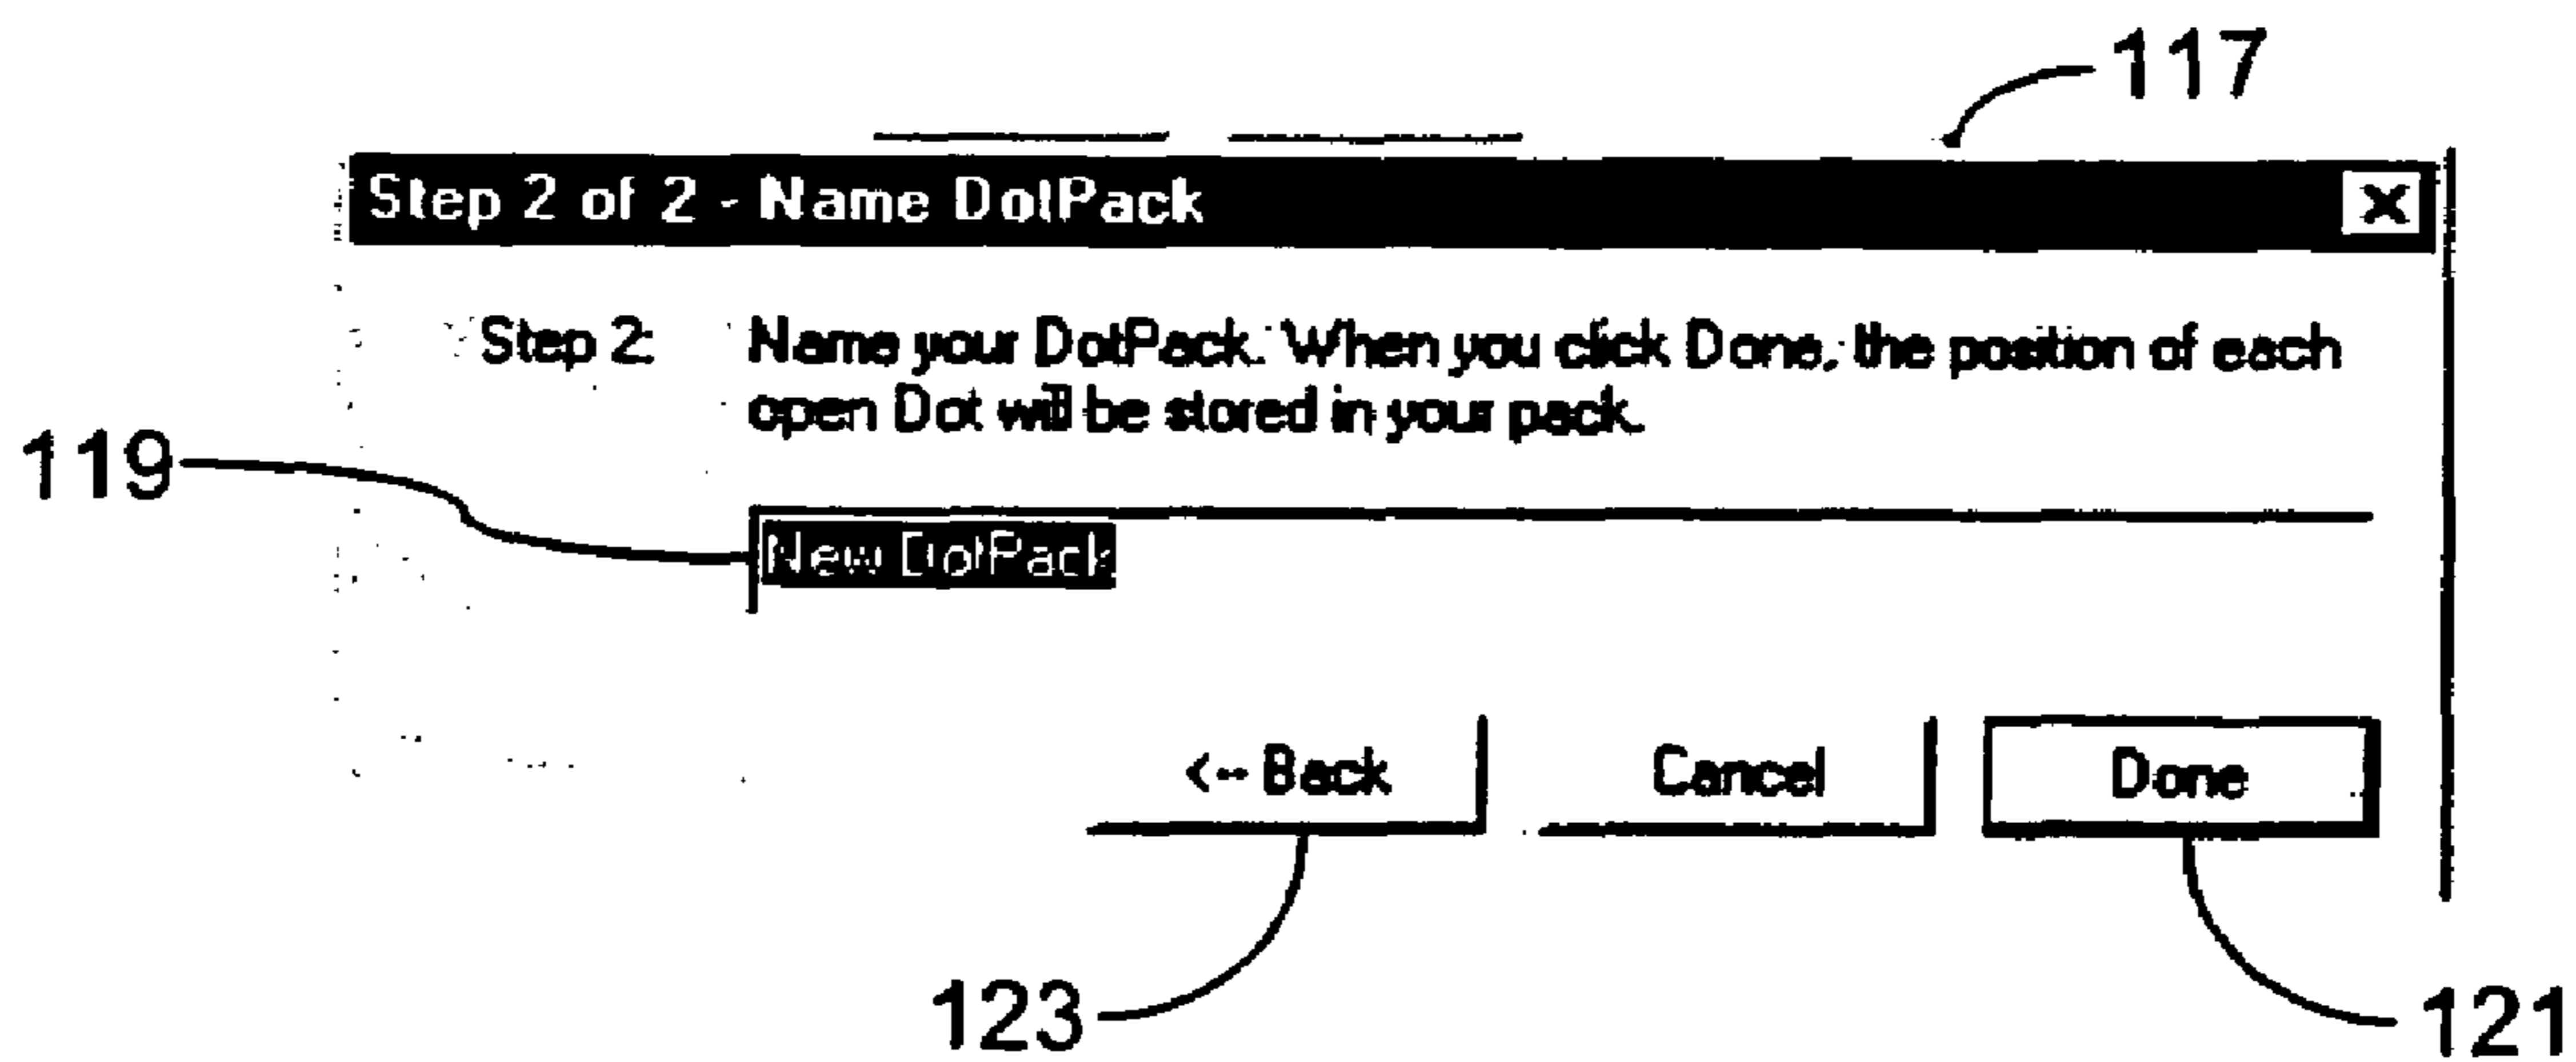 117
Step 2 of 2 - Name DotPack
Step 2: Name your DotPack. When you click Done, the position of each
open Dot will be stored in your pack.
119
New DotPack
<-- Back Cancel Done
123
121